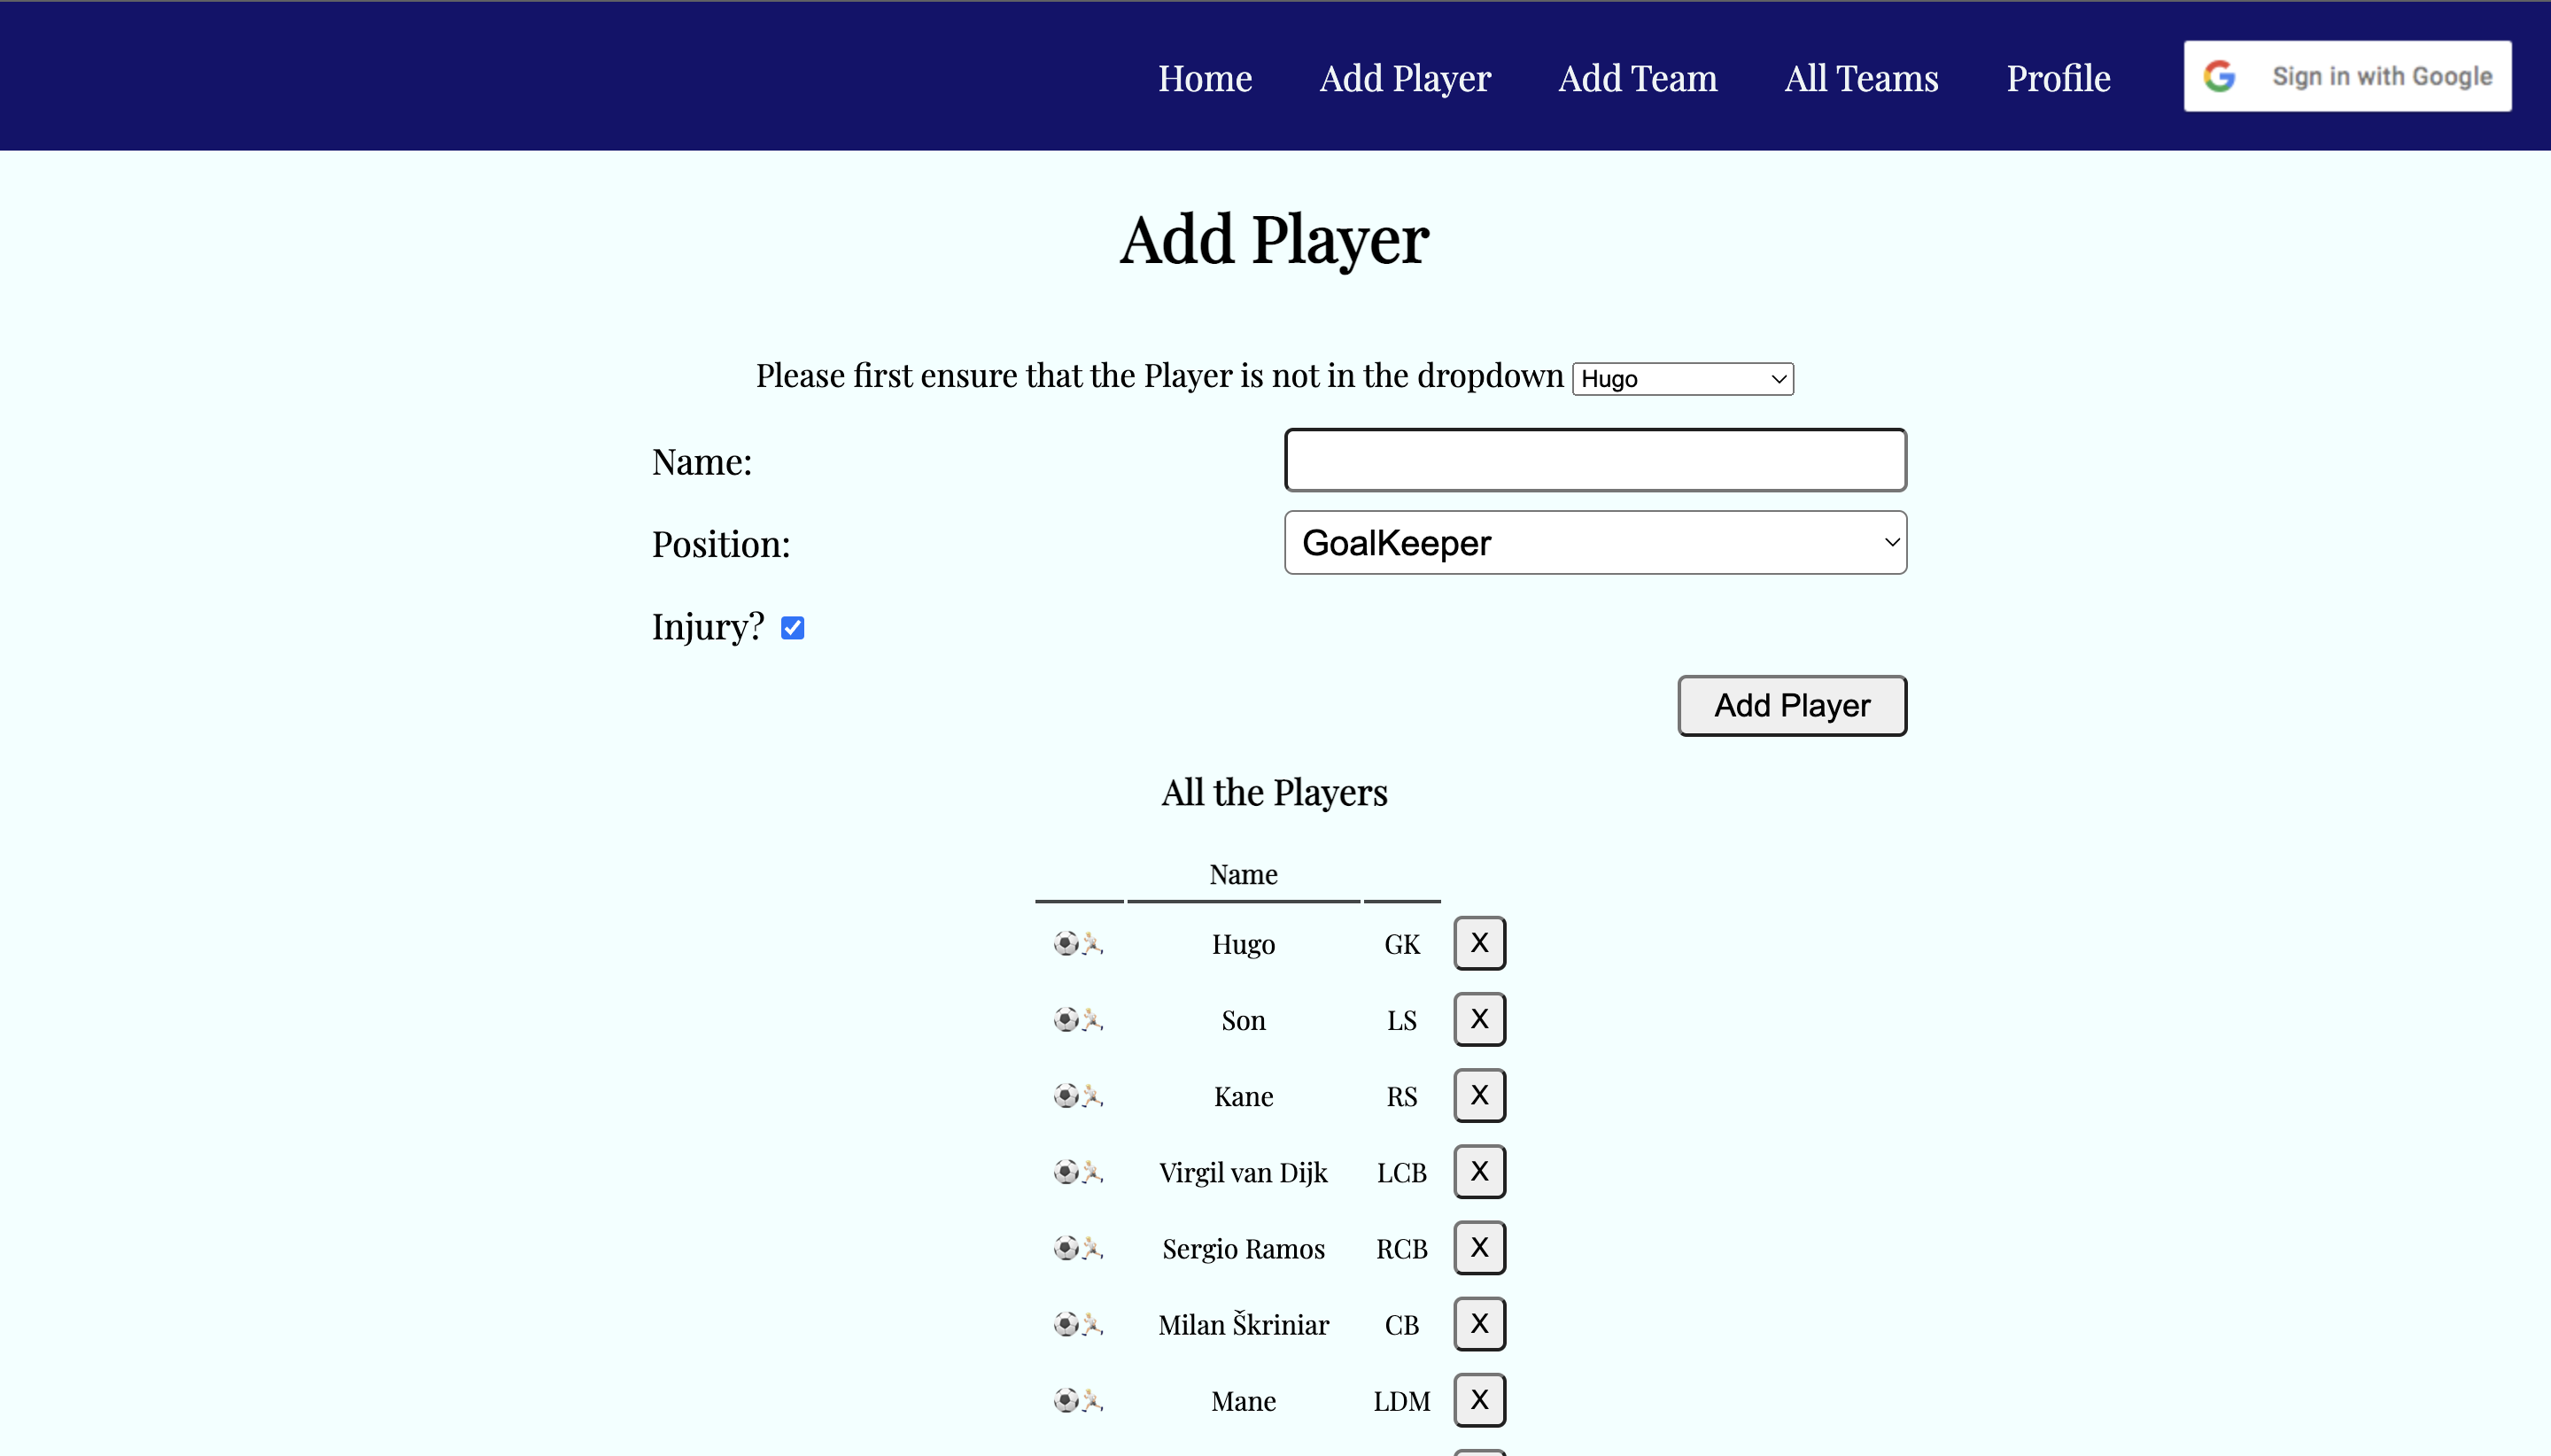 Home Add Player Add Team All Teams Profile Sign in with Google
Add Player
Please first ensure that the Player is not in the dropdown Hugo
Name:
Position: GoalKeeper
Injury?
Add Player
All the Players
Name
Hugo GK X
Son LS X
Kane RS X
Virgil van Dijk LCB X
Sergio Ramos RCB X
Milan Škriniar CB X
Mane LDM X